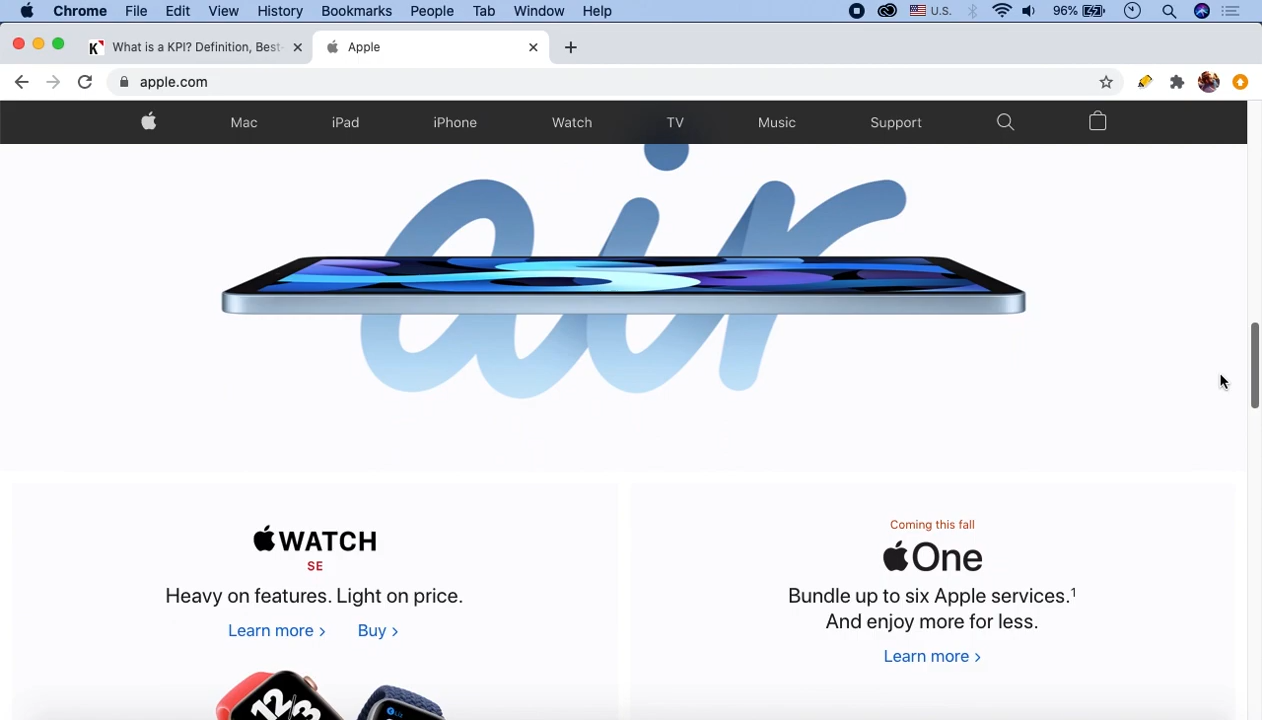 Chrome File Edit View History Bookmarks People Tab Window Help U.S. 96%
What is a KPI? Definition, Best- Apple
apple.com
Mac iPad iPhone Watch TV Music Support
air
WATCH
SE
Heavy on features. Light on price.
Learn more > Buy >
Coming this fall
One
Bundle up to six Apple services.¹
And enjoy more for less.
Learn more >